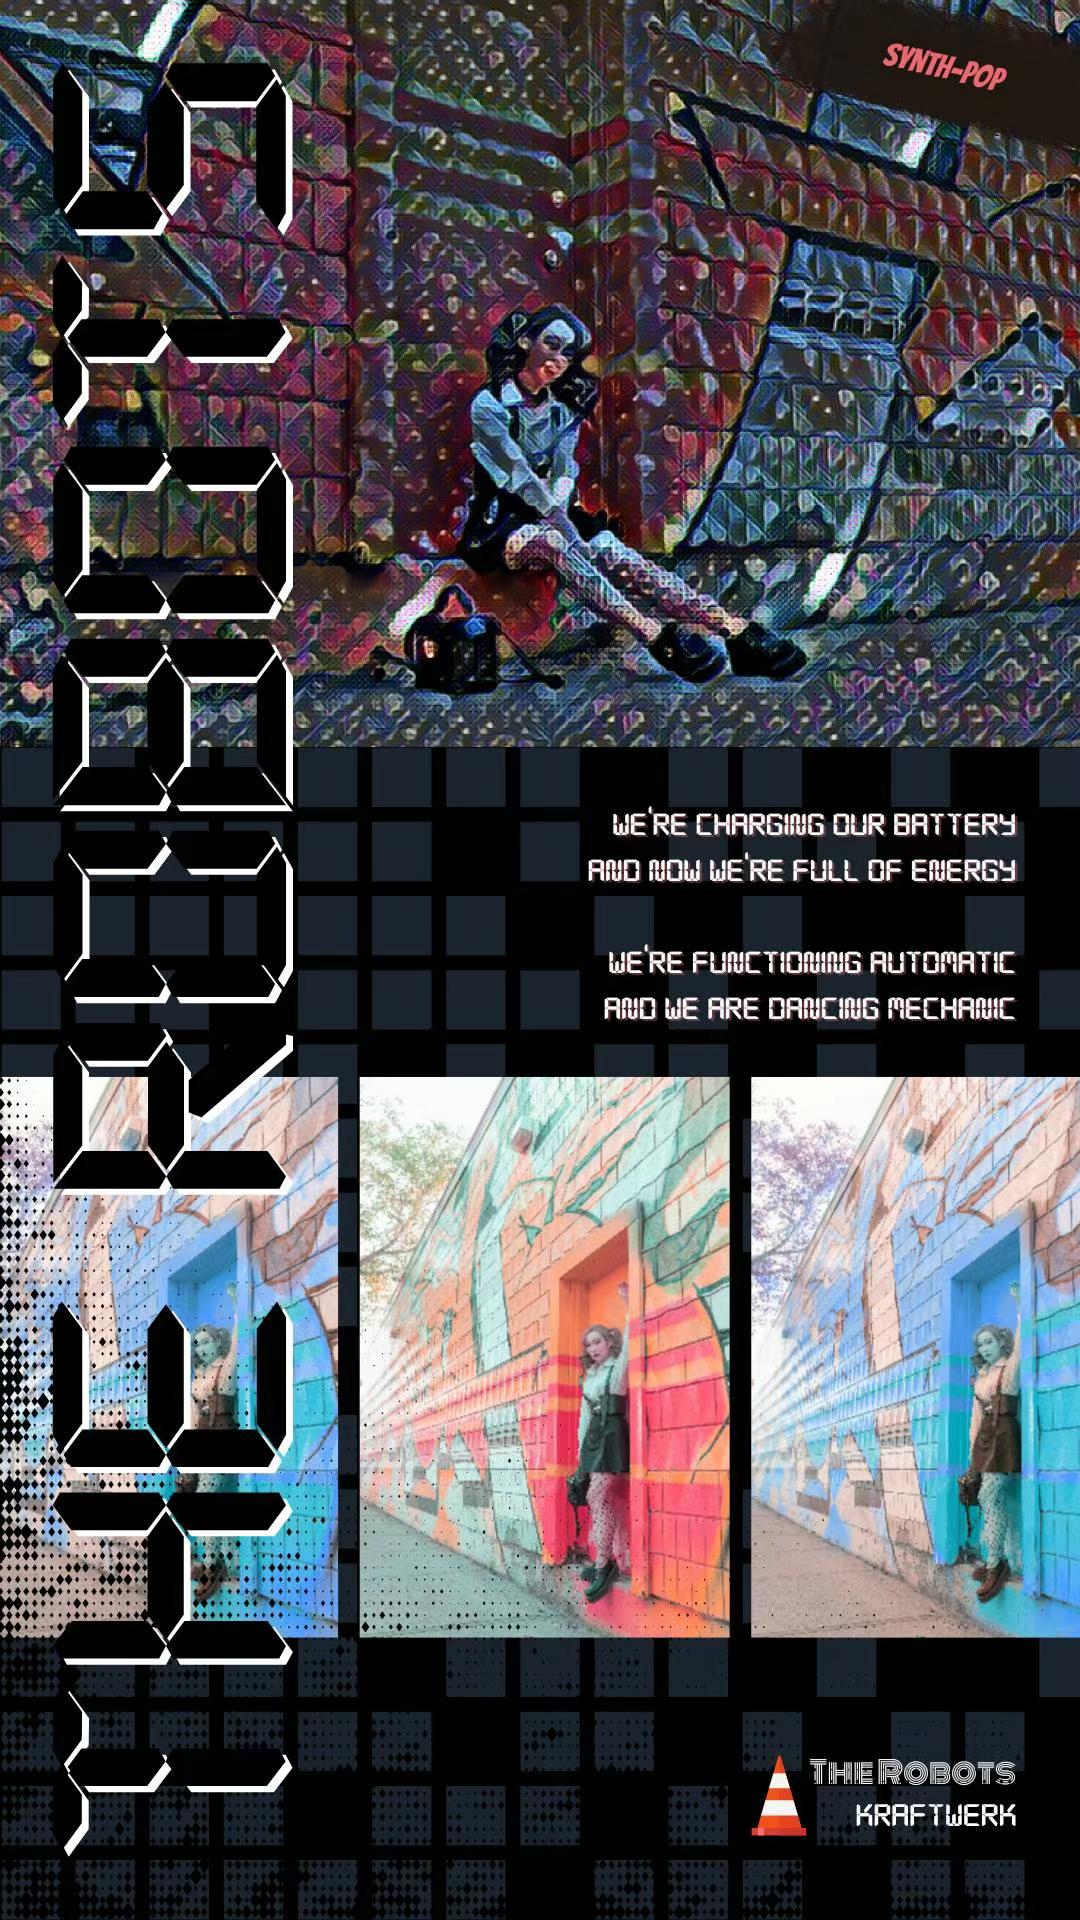 SYNTH-POP
THE ROBOTS
WE'RE CHARGING OUR BATTERY
AND NOW WE'RE FULL OF ENERGY
WE'RE FUNCTIONING AUTOMATIC
AND WE ARE DANCING MECHANIC
THE ROBOTS
KRAFTWERK